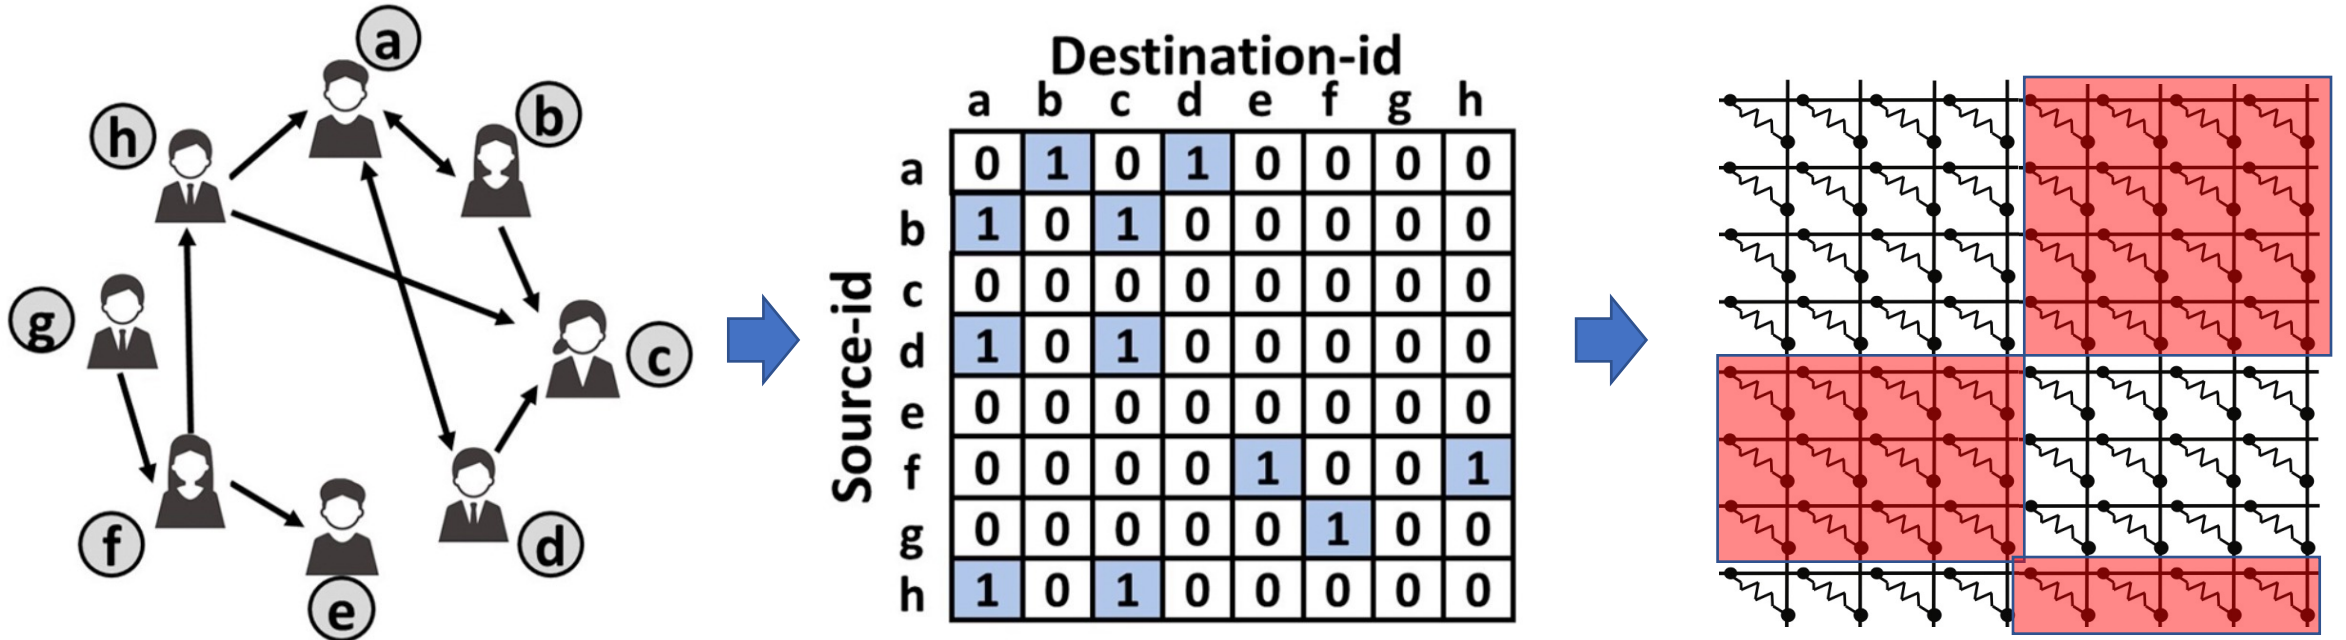 a
b
h
g
c
f
d
e
Destination-id
a b c d e f g h
Source-id
a 0 1 0 1 0 0 0 0
b 1 0 1 0 0 0 0 0
c 0 0 0 0 0 0 0 0
d 1 0 1 0 0 0 0 0
e 0 0 0 0 0 0 0 0
f 0 0 0 0 1 0 0 1
g 0 0 0 0 0 1 0 0
h 1 0 1 0 0 0 0 0